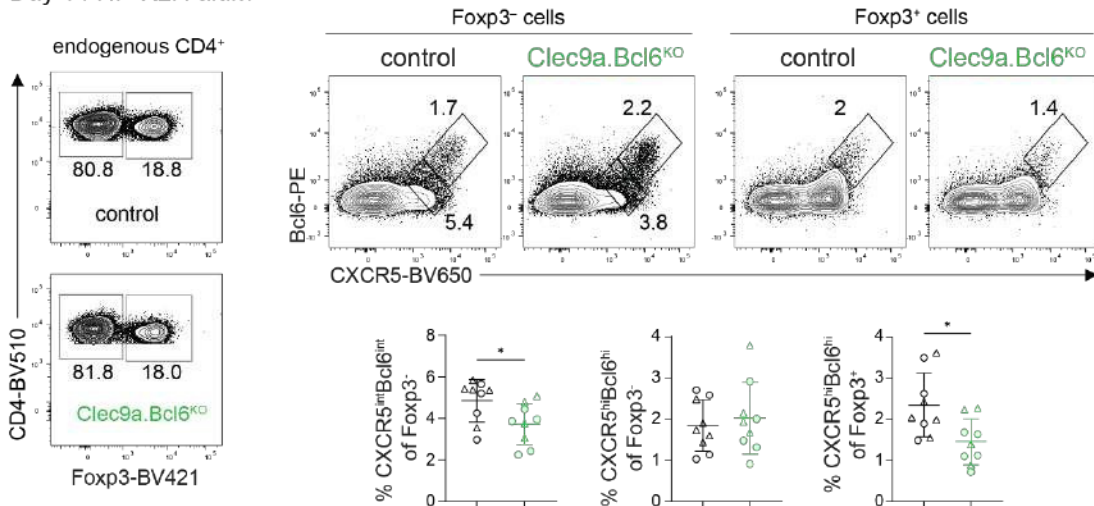 endogenous CD4⁺
80.8 18.8
control
81.8 18.0
Clec9a.Bcl6ᴷᴼ
CD4-BV510
Foxp3-BV421
Foxp3⁻ cells
Foxp3⁺ cells
control
Clec9a.Bcl6ᴷᴼ
control
Clec9a.Bcl6ᴷᴼ
1.7
5.4
2.2
3.8
2
1.4
Bcl6-PE
CXCR5-BV650
% CXCR5ⁱⁿᵗBcl6ⁱⁿᵗ
of Foxp3⁻
8
6
4
2
0
*
% CXCR5ʰⁱBcl6ʰⁱ
of Foxp3⁻
4
3
2
1
0
% CXCR5ʰⁱBcl6ʰⁱ
of Foxp3⁺
4
3
2
1
0
*